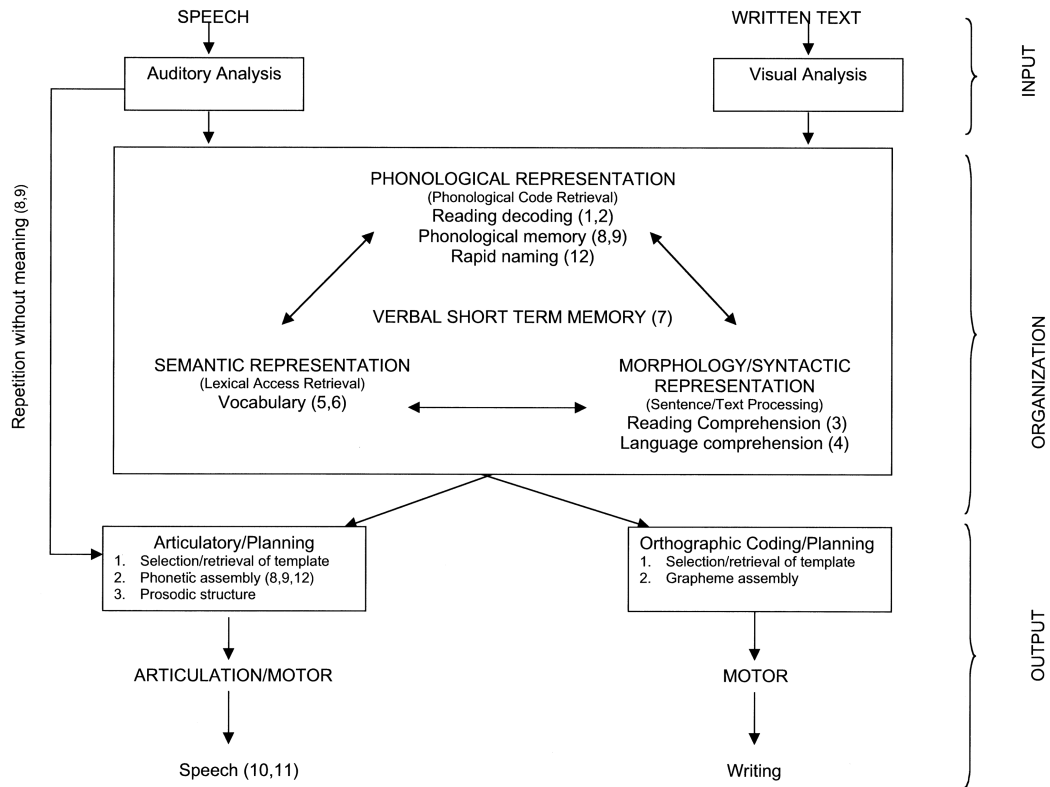 SPEECH
WRITTEN TEXT
Auditory Analysis
Visual Analysis
INPUT
Repetition without meaning (8,9)
PHONOLOGICAL REPRESENTATION
(Phonological Code Retrieval)
Reading decoding (1,2)
Phonological memory (8,9)
Rapid naming (12)
VERBAL SHORT TERM MEMORY (7)
SEMANTIC REPRESENTATION
(Lexical Access Retrieval)
Vocabulary (5,6)
MORPHOLOGY/SYNTACTIC
REPRESENTATION
(Sentence/Text Processing)
Reading Comprehension (3)
Language comprehension (4)
ORGANIZATION
Articulatory/Planning
1. Selection/retrieval of template
2. Phonetic assembly (8,9,12)
3. Prosodic structure
Orthographic Coding/Planning
1. Selection/retrieval of template
2. Grapheme assembly
OUTPUT
ARTICULATION/MOTOR
MOTOR
Speech (10,11)
Writing